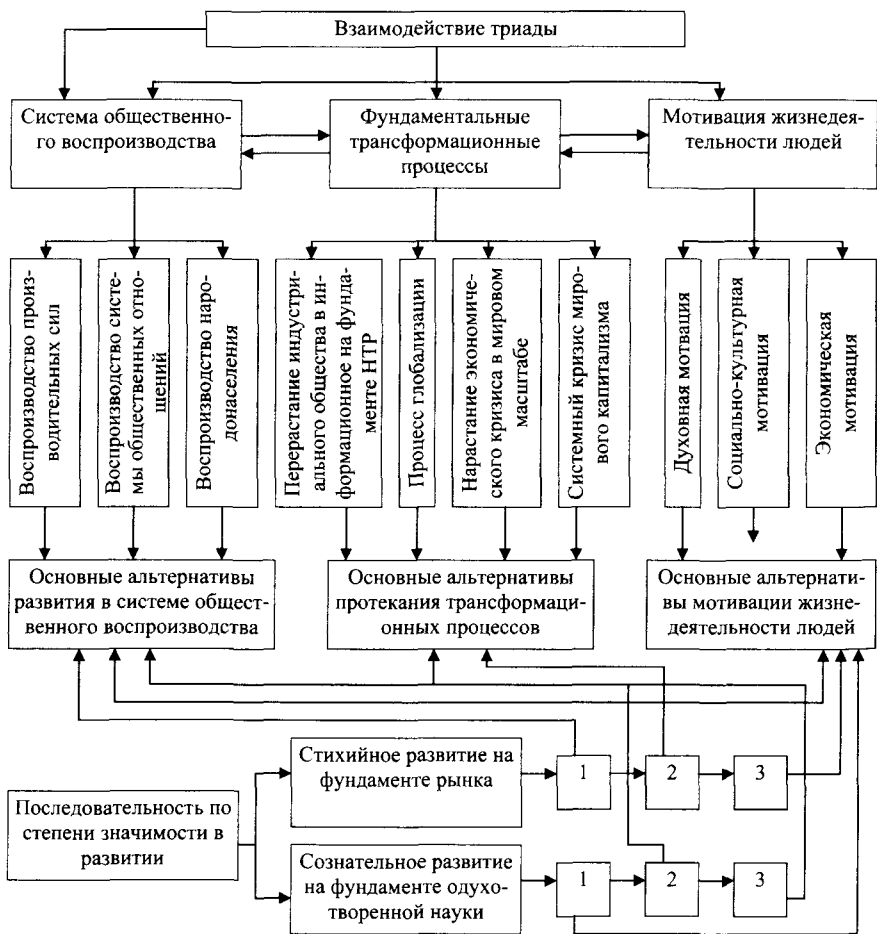 Взаимодействие триады
Система общественно-
го воспроизводства
Фундаментальные
трансформационные
процессы
Мотивация жизнедея-
тельности людей
Воспроизводство произ-
водительных сил
Воспроизводство систе-
мы общественных отно-
шений
Воспроизводство наро-
донаселения
Перерастание индустри-
ального общества в ин-
формационное на фунда-
менте НТР
Процесс глобализации
Нарастание экономиче-
ского кризиса в мировом
масштабе
Системный кризис миро-
вого капитализма
Духовная мотвация
Социально-культурная
мотивация
Экономическая
мотивация
Основные альтернативы
развития в системе общест-
венного воспроизводства
Основные альтернативы
протекания трансформаци-
онных процессов
Основные альтернати-
вы мотивации жизне-
деятельности людей
Последовательность по
степени значимости в
развитии
Стихийное развитие на
фундаменте рынка
1
2
3
Сознательное развитие
на фундаменте одухо-
творенной науки
1
2
3